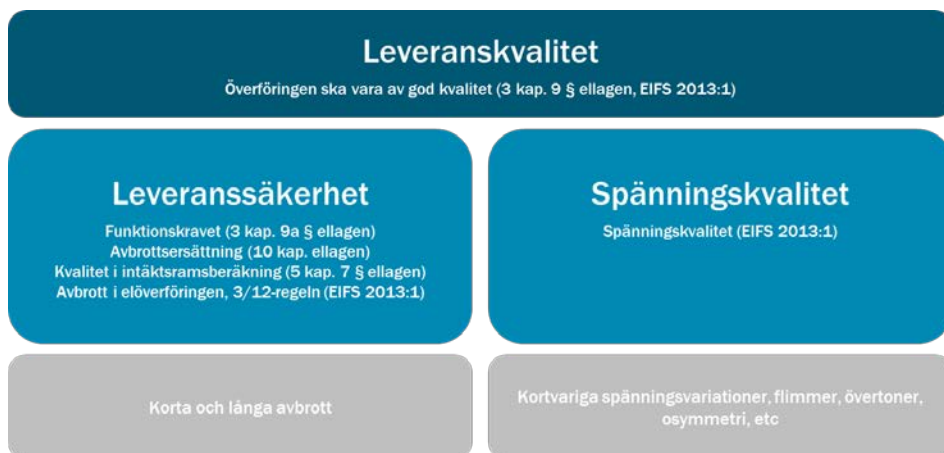 Leveranskvalitet
Överföringen ska vara av god kvalitet (3 kap. 9 § ellagen, EIFS 2013:1)
Leveranssäkerhet
Funktionskravet (3 kap. 9a § ellagen)
Avbrottsersättning (10 kap. ellagen)
Kvalitet i intäktsramsberäkning (5 kap. 7 § ellagen)
Avbrott i elöverföringen, 3/12-regeln (EIFS 2013:1)
Spänningskvalitet
Spänningskvalitet (EIFS 2013:1)
Korta och långa avbrott
Kortvariga spänningsvariationer, flimmer, övertoner,
osymmetri, etc